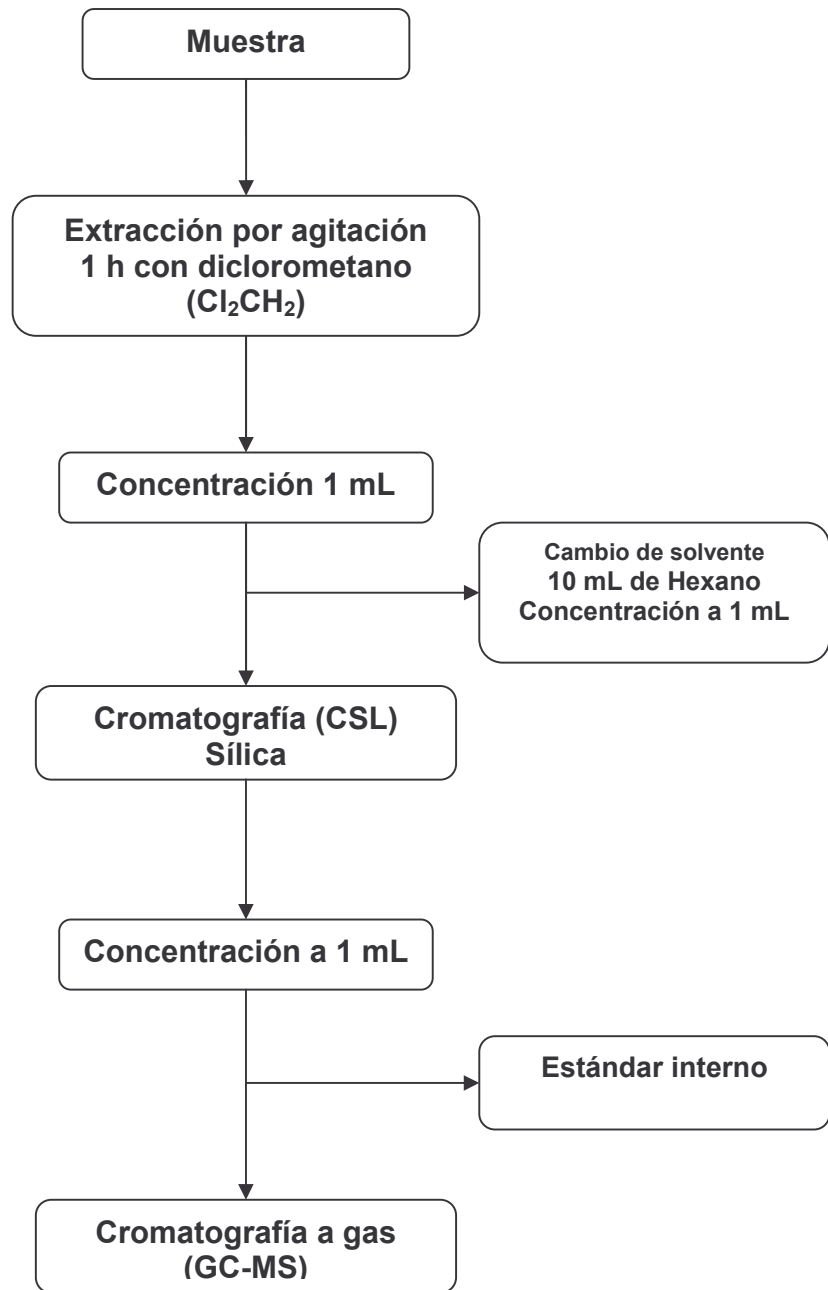 Muestra
Extracción por agitación
1 h con diclorometano
(Cl₂CH₂)
Concentración 1 mL
Cambio de solvente
10 mL de Hexano
Concentración a 1 mL
Cromatografía (CSL)
Sílica
Concentración a 1 mL
Estándar interno
Cromatografía a gas
(GC-MS)